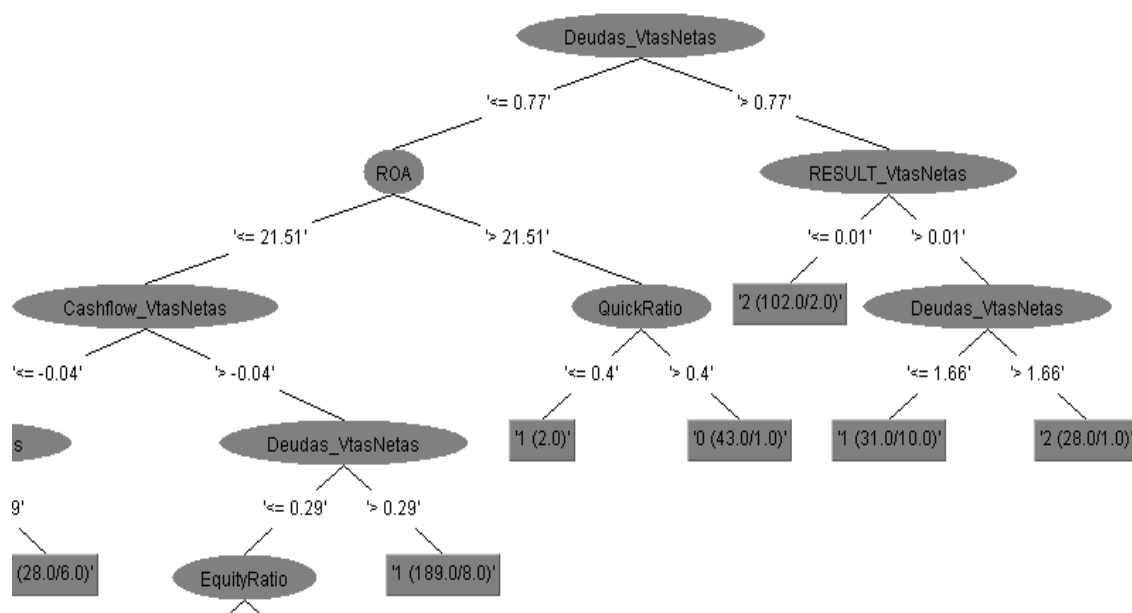 Deudas_VtasNetas
'<= 0.77' '> 0.77'
ROA RESULT_VtasNetas
'<= 21.51' '> 21.51' '<= 0.01' '> 0.01'
Cashflow_VtasNetas QuickRatio '2 (102.0/2.0)' Deudas_VtasNetas
'<= -0.04' '> -0.04' '<= 0.4' '> 0.4' '<= 1.66' '> 1.66'
s Deudas_VtasNetas '1 (2.0)' '0 (43.0/1.0)' '1 (31.0/10.0)' '2 (28.0/1.0)'
9' '<= 0.29' '> 0.29'
(28.0/6.0)' EquityRatio '1 (189.0/8.0)'